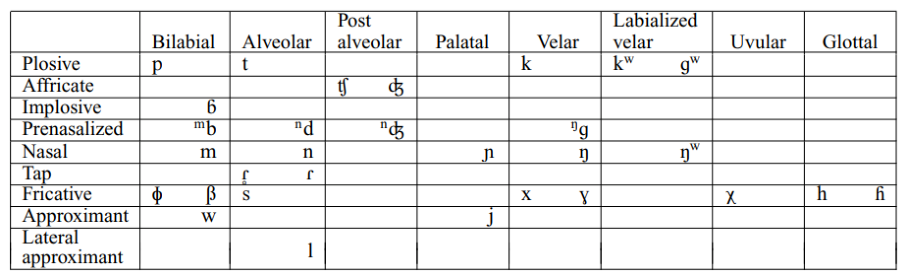 Bilabial Alveolar Post alveolar Palatal Velar Labialized velar Uvular Glottal
Plosive p t k kʷ gʷ
Affricate ʧ ʤ
Implosive ɓ
Prenasalized ᵐb ⁿd ⁿʤ ᵑg
Nasal m n ɲ ŋ ŋʷ
Tap ɾ̥ ɾ
Fricative ɸ β s x ɣ χ h ɦ
Approximant w j
Lateral approximant l